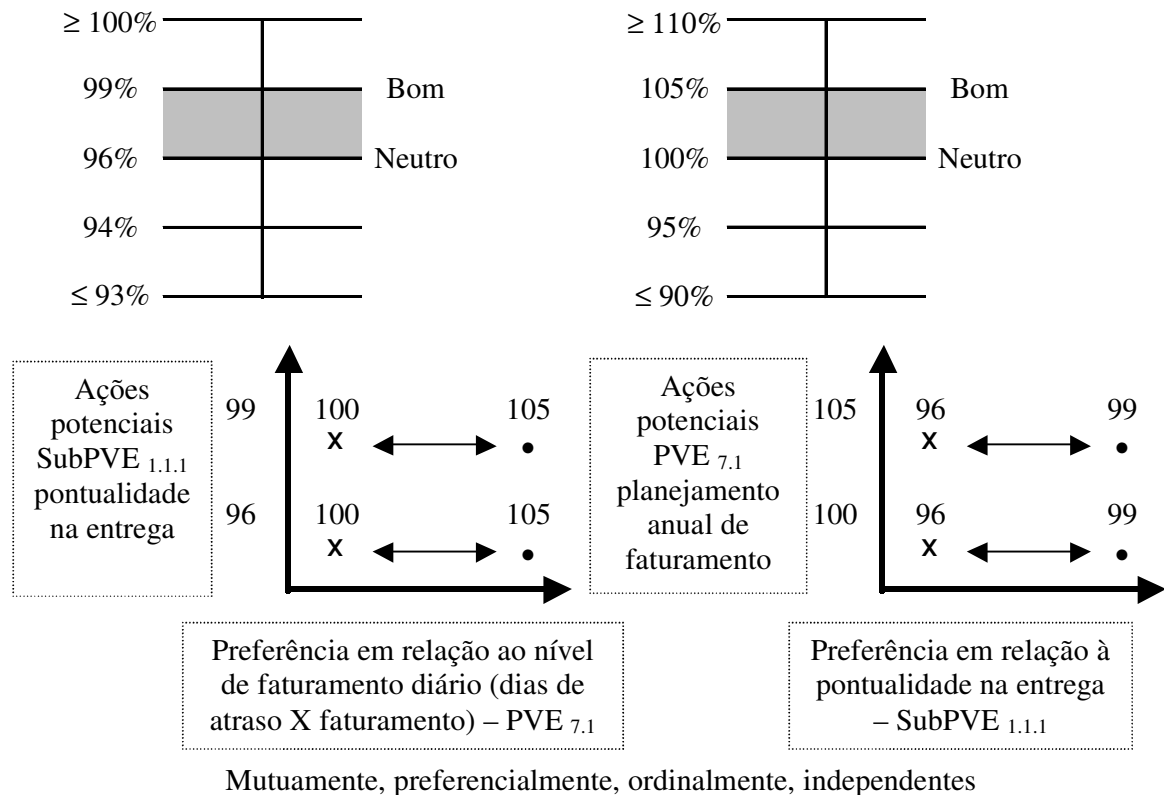 ≥ 100%
99%
Bom
96%
Neutro
94%
≤ 93%
≥ 110%
105%
Bom
100%
Neutro
95%
≤ 90%
Ações
potenciais
SubPVE 1.1.1
pontualidade
na entrega
99
100
105
x
96
100
105
x
Preferência em relação ao nível
de faturamento diário (dias de
atraso X faturamento) – PVE 7.1
Ações
potenciais
PVE 7.1
planejamento
anual de
faturamento
105
96
99
x
100
96
99
x
Preferência em relação à
pontualidade na entrega
– SubPVE 1.1.1
Mutuamente, preferencialmente, ordinalmente, independentes